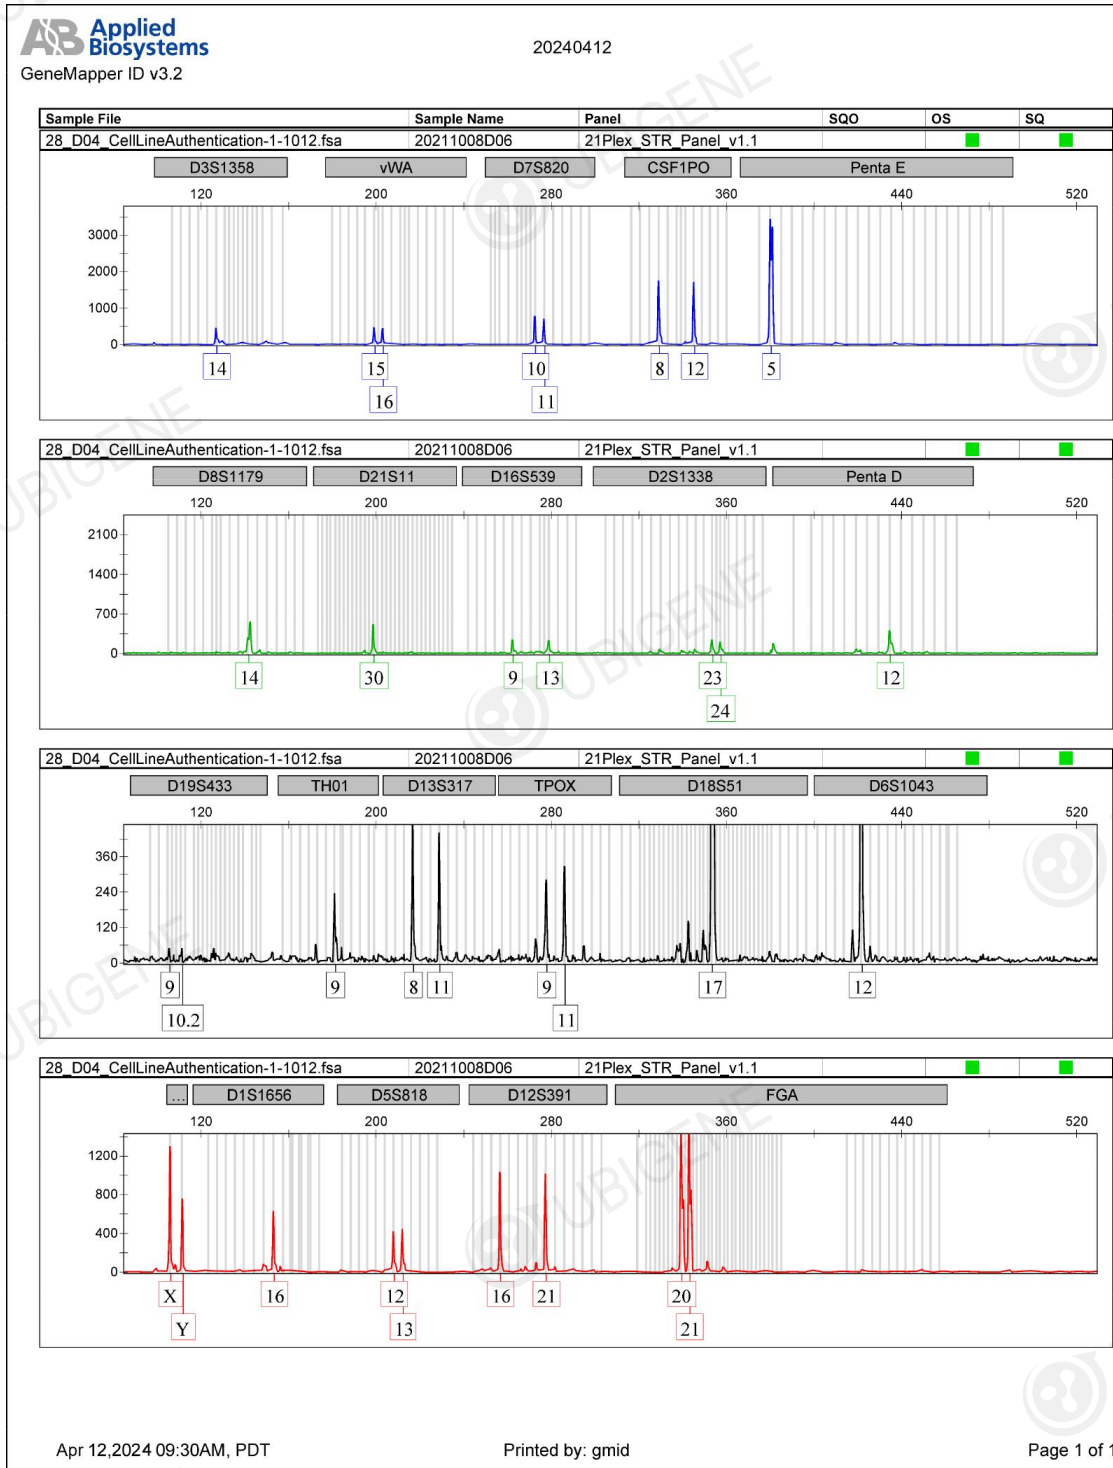 Applied
Biosystems
GeneMapper ID v3.2
20240412
Sample File Sample Name Panel SQO OS SQ
28_D04_CellLineAuthentication-1-1012.fsa 20211008D06 21Plex_STR_Panel_v1.1
D3S1358 vWA D7S820 CSF1PO Penta E
120 200 280 360 440 520
3000
2000
1000
0
14 15 10 8 12 5
16 11
28_D04_CellLineAuthentication-1-1012.fsa 20211008D06 21Plex_STR_Panel_v1.1
D8S1179 D21S11 D16S539 D2S1338 Penta D
120 200 280 360 440 520
2100
1400
700
0
14 30 9 13 23 12
24
28_D04_CellLineAuthentication-1-1012.fsa 20211008D06 21Plex_STR_Panel_v1.1
D19S433 TH01 D13S317 TPOX D18S51 D6S1043
120 200 280 360 440 520
360
240
120
0
9 9 8 11 9 17 12
10.2 11
28_D04_CellLineAuthentication-1-1012.fsa 20211008D06 21Plex_STR_Panel_v1.1
... D1S1656 D5S818 D12S391 FGA
120 200 280 360 440 520
1200
800
400
0
X 16 12 16 21 20
Y 13 21
Apr 12,2024 09:30AM, PDT Printed by: gmid Page 1 of 1
UBIGENE
UBIGENE
UBIGENE
UBIGENE
UBIGENE